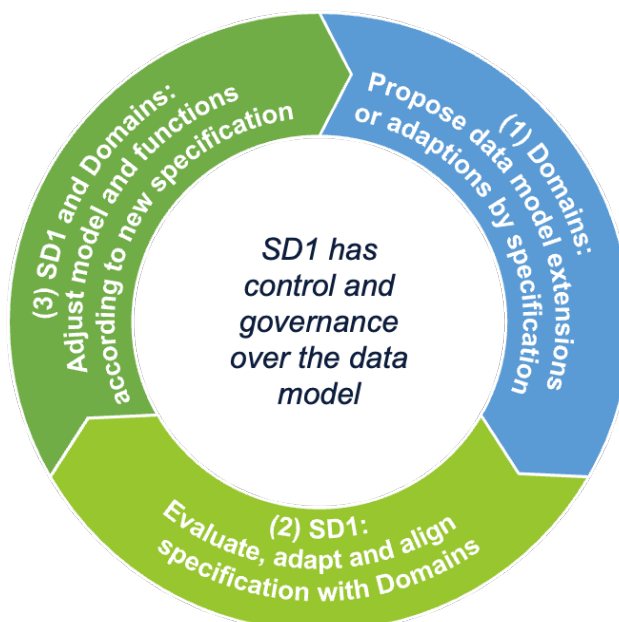 (1) Domains:
Propose data model extensions
or adaptions by specification
(2) SD1:
Evaluate, adapt and align
specification with Domains
(3) SD1 and Domains:
Adjust model and functions
according to new specification
SD1 has
control and
governance
over the data
model